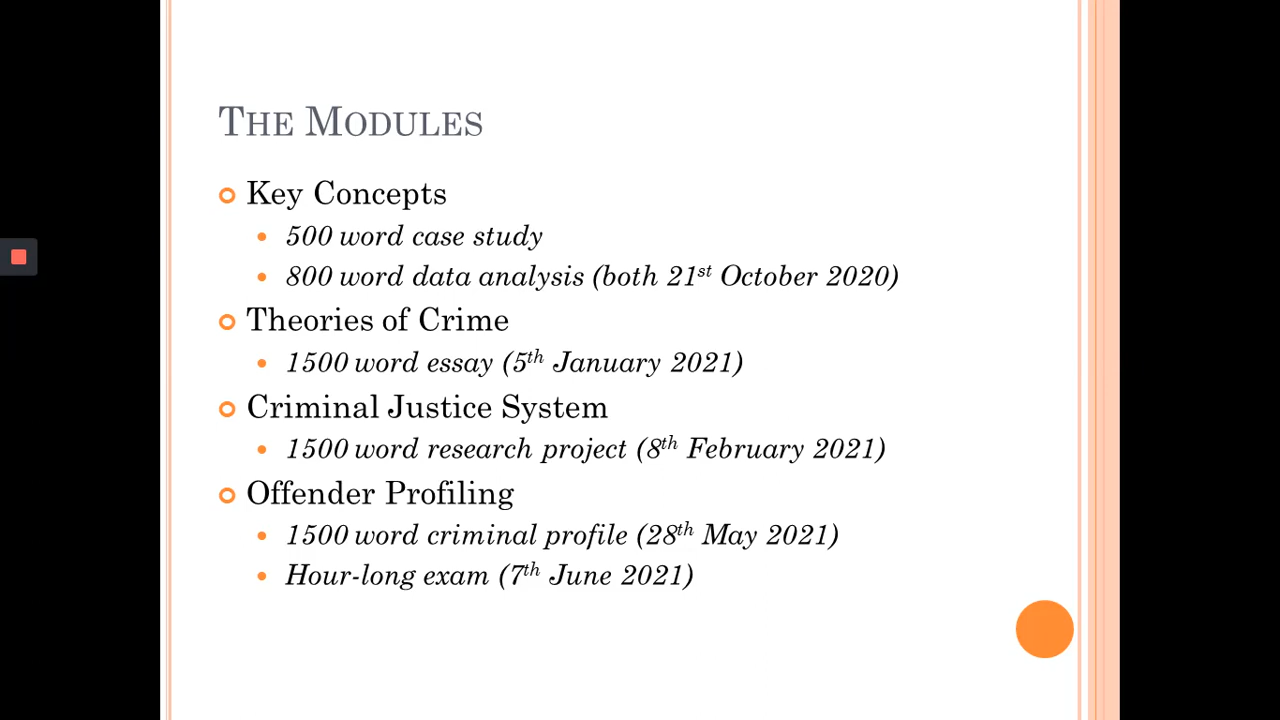 The Modules
Key Concepts
500 word case study
800 word data analysis (both 21st October 2020)
Theories of Crime
1500 word essay (5th January 2021)
Criminal Justice System
1500 word research project (8th February 2021)
Offender Profiling
1500 word criminal profile (28th May 2021)
Hour-long exam (7th June 2021)